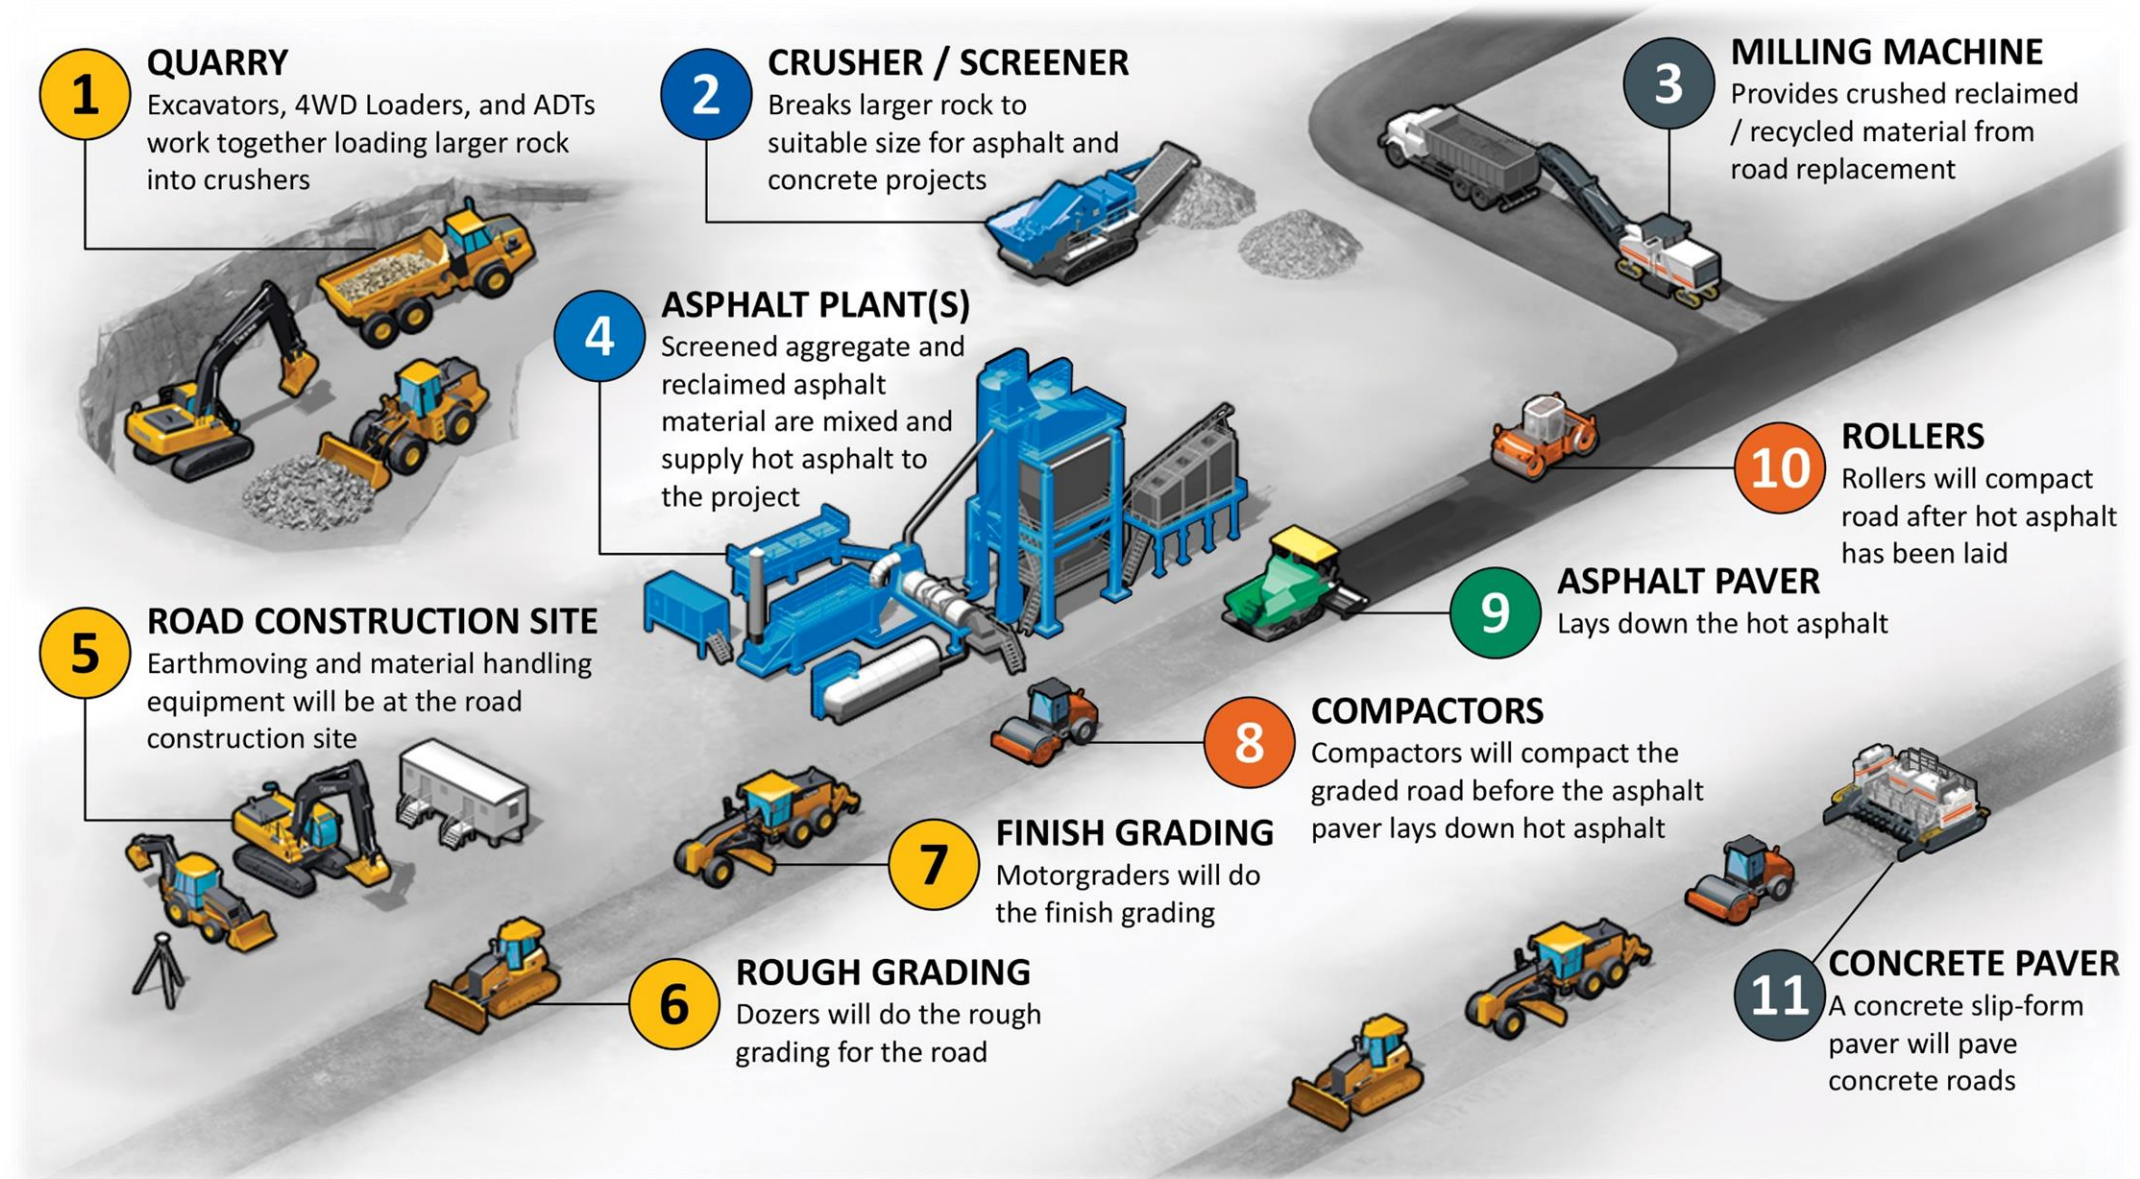 1
QUARRY
Excavators, 4WD Loaders, and ADTs
work together loading larger rock
into crushers
2
CRUSHER / SCREENER
Breaks larger rock to
suitable size for asphalt and
concrete projects
3
MILLING MACHINE
Provides crushed reclaimed
/ recycled material from
road replacement
4
ASPHALT PLANT(S)
Screened aggregate and
reclaimed asphalt
material are mixed and
supply hot asphalt to
the project
5
ROAD CONSTRUCTION SITE
Earthmoving and material handling
equipment will be at the road
construction site
6
ROUGH GRADING
Dozers will do the rough
grading for the road
7
FINISH GRADING
Motorgraders will do
the finish grading
8
COMPACTORS
Compactors will compact the
graded road before the asphalt
paver lays down hot asphalt
9
ASPHALT PAVER
Lays down the hot asphalt
10
ROLLERS
Rollers will compact
road after hot asphalt
has been laid
11
CONCRETE PAVER
A concrete slip-form
paver will pave
concrete roads